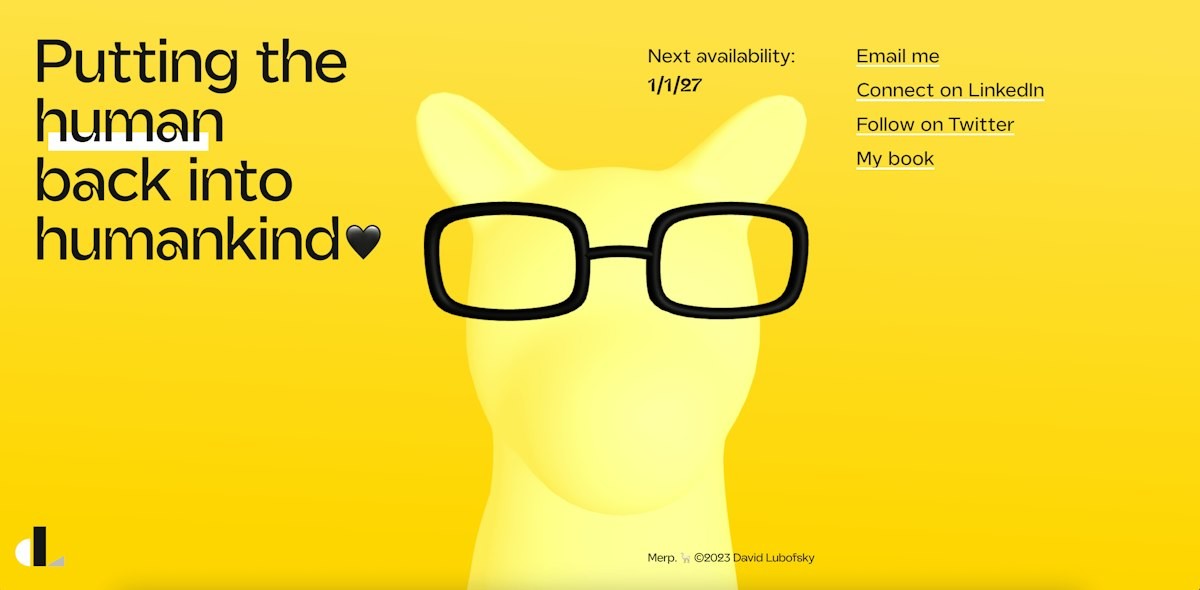 Putting the
human
back into
humankind🖤
Next availability:
1/1/27
Email me
Connect on LinkedIn
Follow on Twitter
My book
dL
Merp. 🦙 ©2023 David Lubofsky